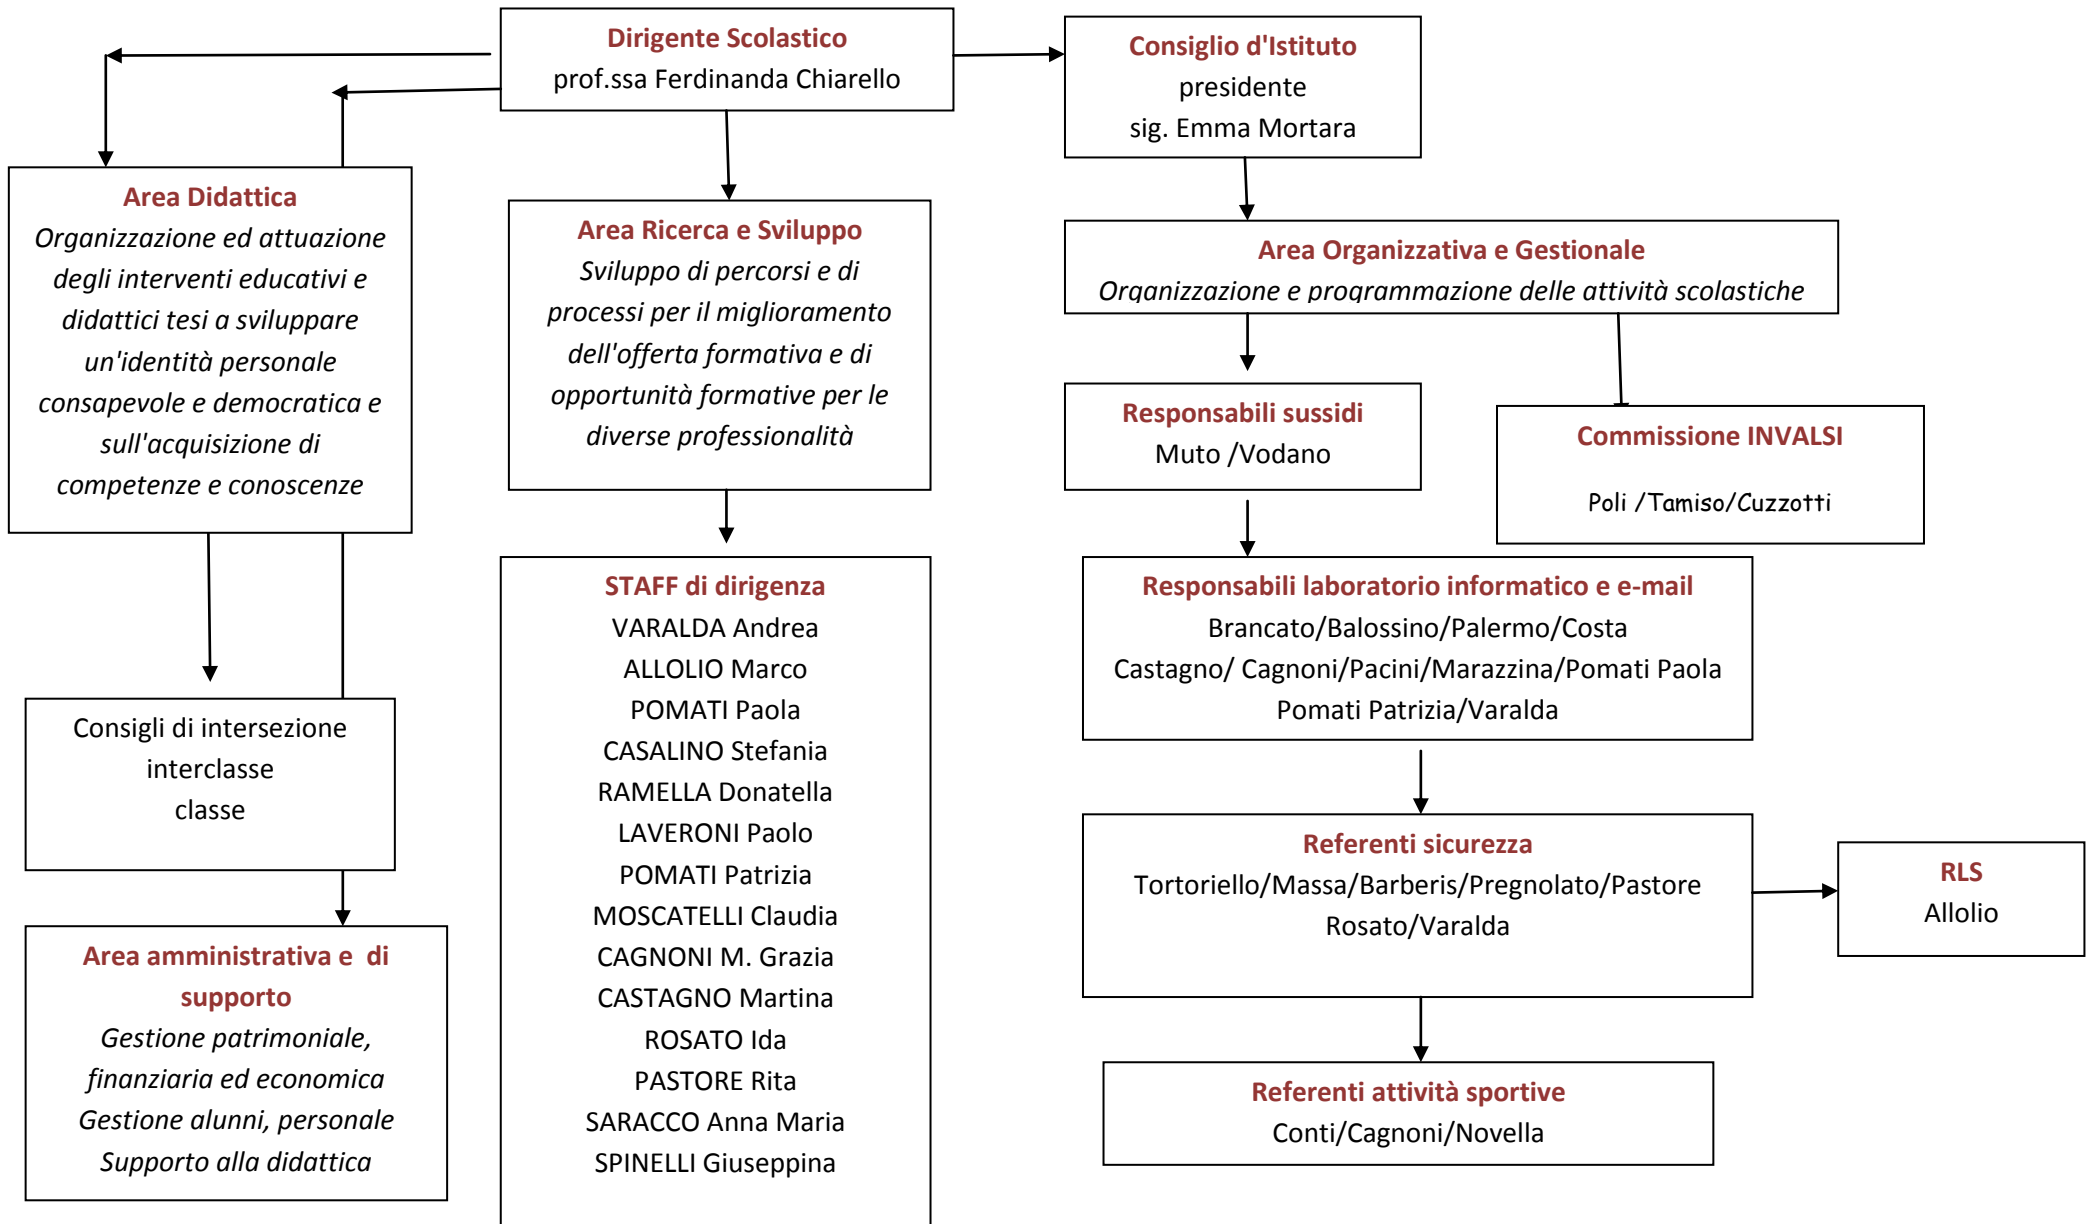 Dirigente Scolastico
prof.ssa Ferdinanda Chiarello
Consiglio d'Istituto
presidente
sig. Emma Mortara
Area Didattica
Organizzazione ed attuazione
degli interventi educativi e
didattici tesi a sviluppare
un'identità personale
consapevole e democratica e
sull'acquisizione di
competenze e conoscenze
Area Ricerca e Sviluppo
Sviluppo di percorsi e di
processi per il miglioramento
dell'offerta formativa e di
opportunità formative per le
diverse professionalità
Area Organizzativa e Gestionale
Organizzazione e programmazione delle attività scolastiche
Responsabili sussidi
Muto /Vodano
Commissione INVALSI
Poli /Tamiso/Cuzzotti
Consigli di intersezione
interclasse
classe
STAFF di dirigenza
VARALDA Andrea
ALLOLIO Marco
POMATI Paola
CASALINO Stefania
RAMELLA Donatella
LAVERONI Paolo
POMATI Patrizia
MOSCATELLI Claudia
CAGNONI M. Grazia
CASTAGNO Martina
ROSATO Ida
PASTORE Rita
SARACCO Anna Maria
SPINELLI Giuseppina
Responsabili laboratorio informatico e e-mail
Brancato/Balossino/Palermo/Costa
Castagno/ Cagnoni/Pacini/Marazzina/Pomati Paola
Pomati Patrizia/Varalda
Referenti sicurezza
Tortoriello/Massa/Barberis/Pregnolato/Pastore
Rosato/Varalda
RLS
Allolio
Area amministrativa e  di
supporto
Gestione patrimoniale,
finanziaria ed economica
Gestione alunni, personale
Supporto alla didattica
Referenti attività sportive
Conti/Cagnoni/Novella